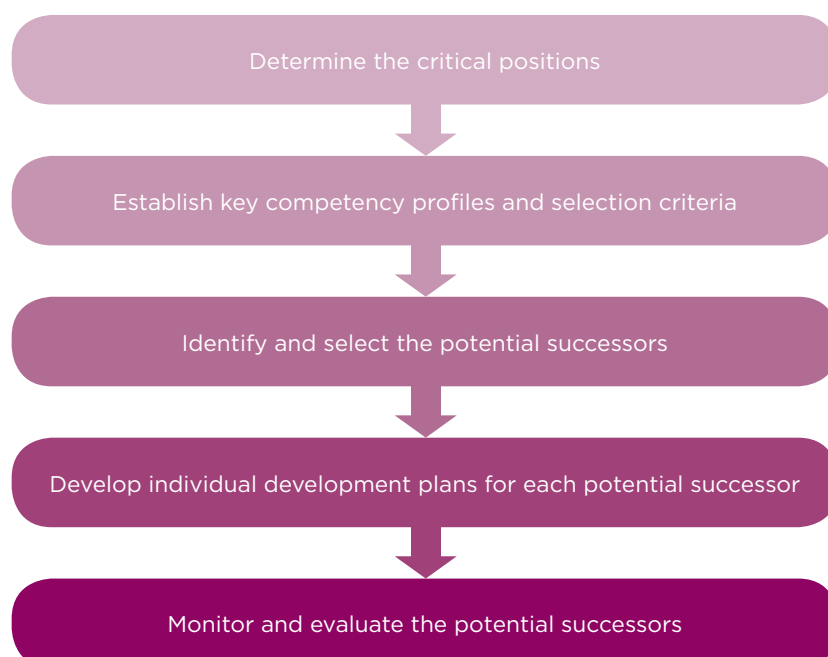 Determine the critical positions
Establish key competency profiles and selection criteria
Identify and select the potential successors
Develop individual development plans for each potential successor
Monitor and evaluate the potential successors